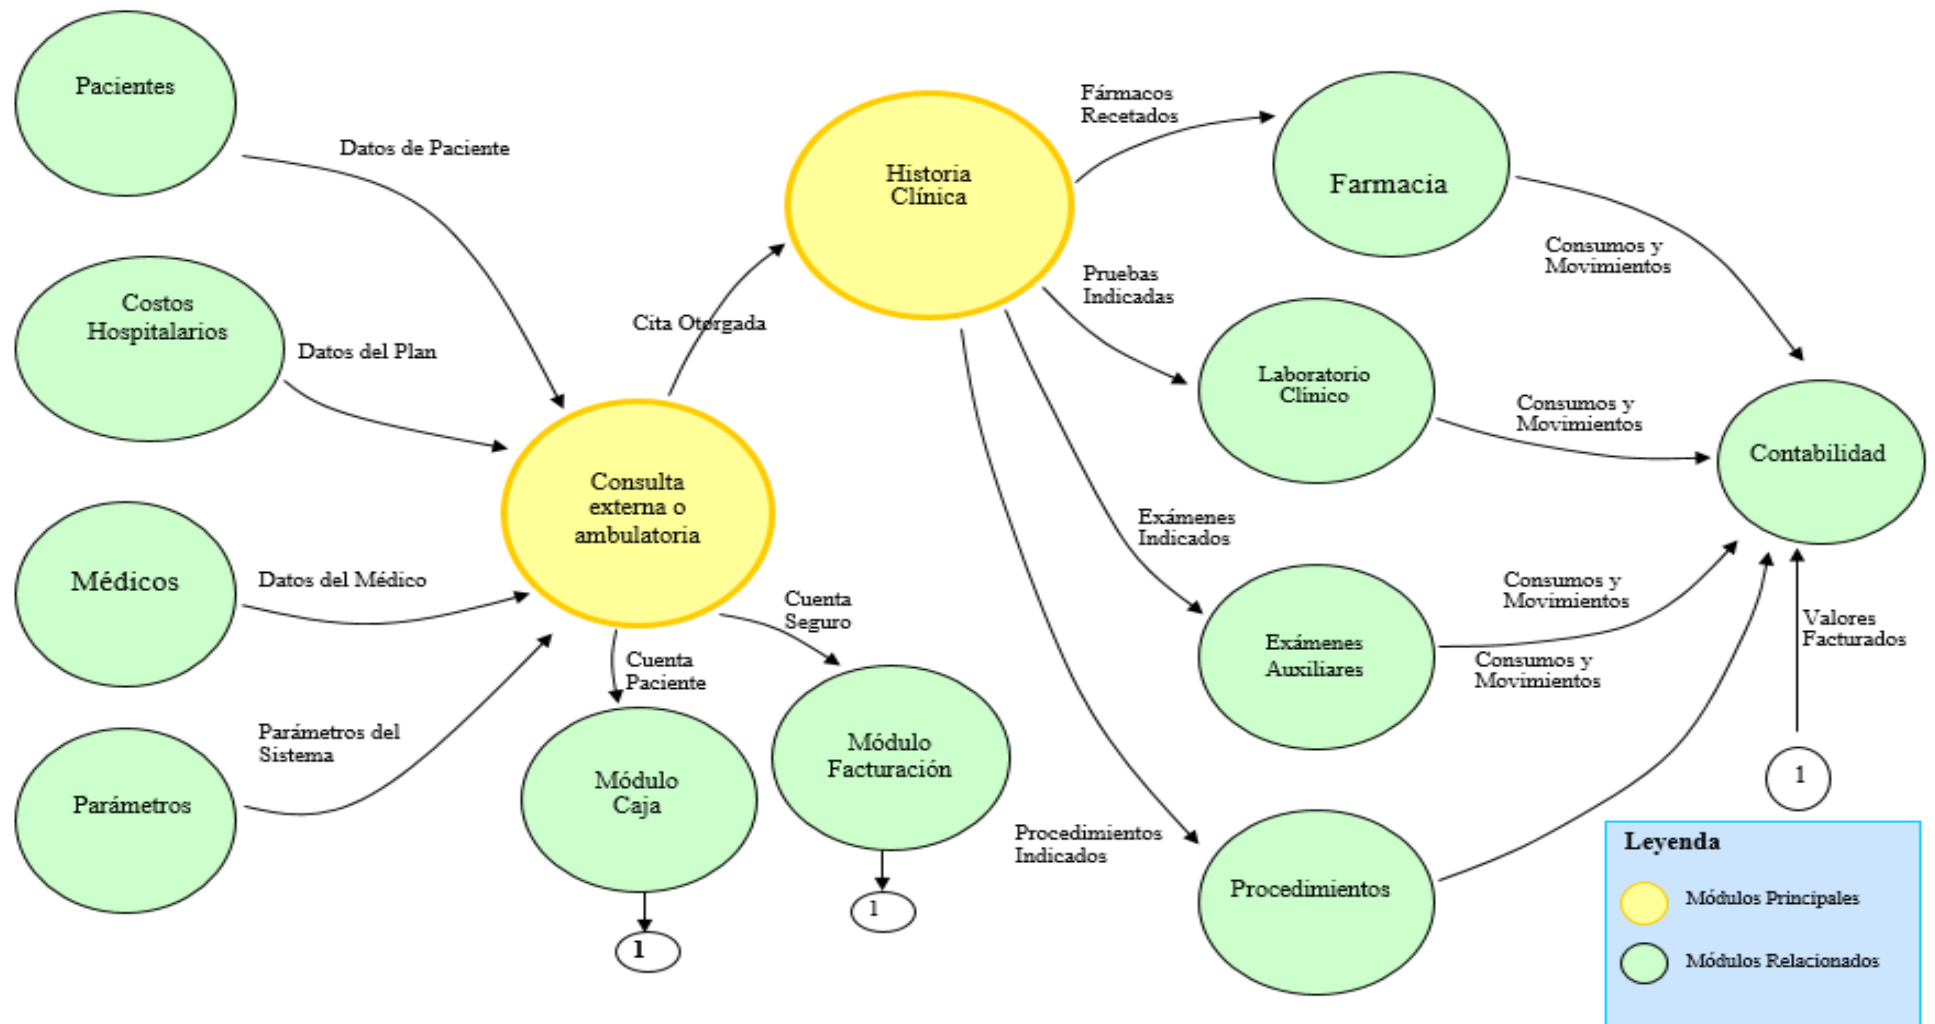 Pacientes
Datos de Paciente
Costos
Hospitalarios
Datos del Plan
Médicos
Datos del Médico
Parámetros
Parámetros del
Sistema
Consulta
externa o
ambulatoria
Cita Otorgada
Cuenta
Paciente
Cuenta
Seguro
Módulo
Caja
1
Módulo
Facturación
1
Historia
Clínica
Fármacos
Recetados
Pruebas
Indicadas
Exámenes
Indicados
Procedimientos
Indicados
Farmacia
Laboratorio
Clínico
Exámenes
Auxiliares
Procedimientos
Consumos y
Movimientos
Consumos y
Movimientos
Consumos y
Movimientos
Consumos y
Movimientos
Contabilidad
Valores
Facturados
1
Leyenda
Módulos Principales
Módulos Relacionados